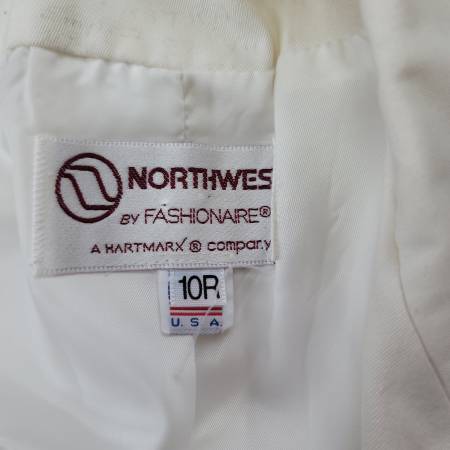 NORTHWES
BY FASHIONAIRE®
A HARTMARX ® company
10R
U. S. A.